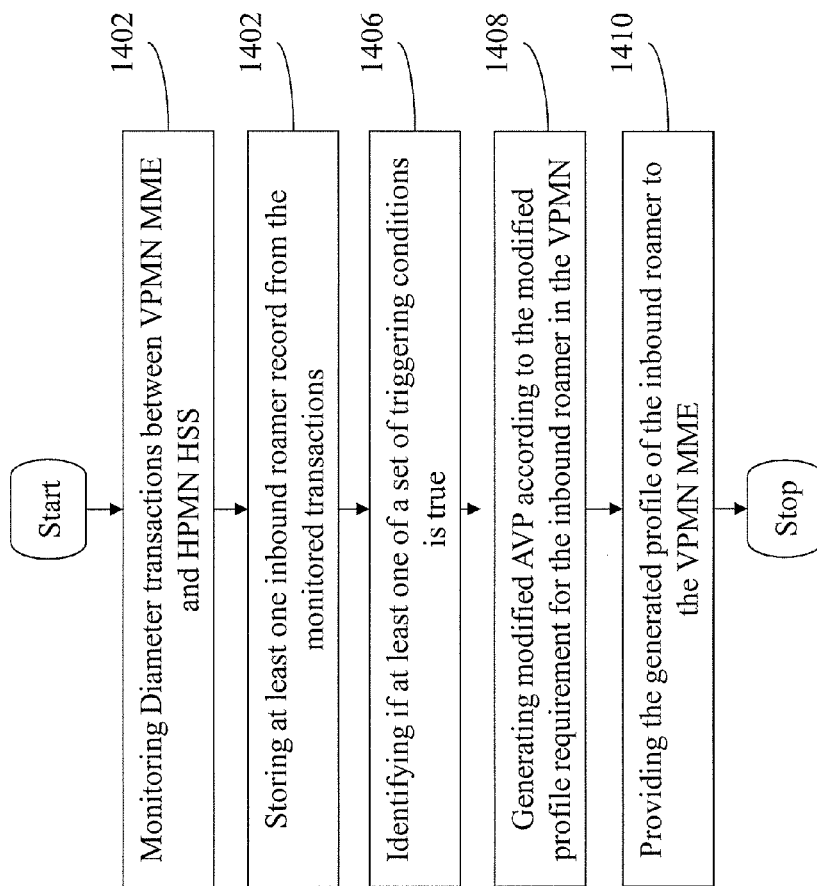 Start
Monitoring Diameter transactions between VPMN MME
and HPMN HSS
1402
Storing at least one inbound roamer record from the
monitored transactions
1402
Identifying if at least one of a set of triggering conditions
is true
1406
Generating modified AVP according to the modified
profile requirement for the inbound roamer in the VPMN
1408
Providing the generated profile of the inbound roamer to
the VPMN MME
1410
Stop